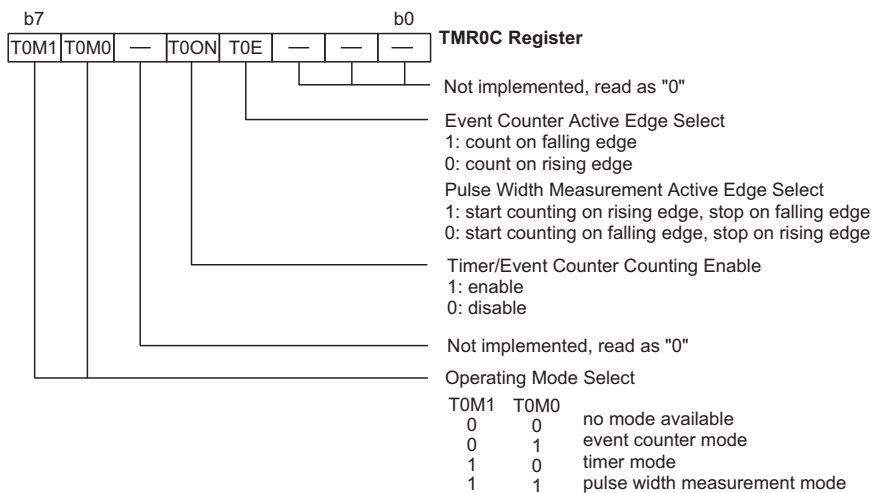 b7 b0
T0M1 T0M0 — T0ON T0E — — —
TMR0C Register
Not implemented, read as "0"
Event Counter Active Edge Select
1: count on falling edge
0: count on rising edge
Pulse Width Measurement Active Edge Select
1: start counting on rising edge, stop on falling edge
0: start counting on falling edge, stop on rising edge
Timer/Event Counter Counting Enable
1: enable
0: disable
Not implemented, read as "0"
Operating Mode Select
T0M1 T0M0
0 0 no mode available
0 1 event counter mode
1 0 timer mode
1 1 pulse width measurement mode